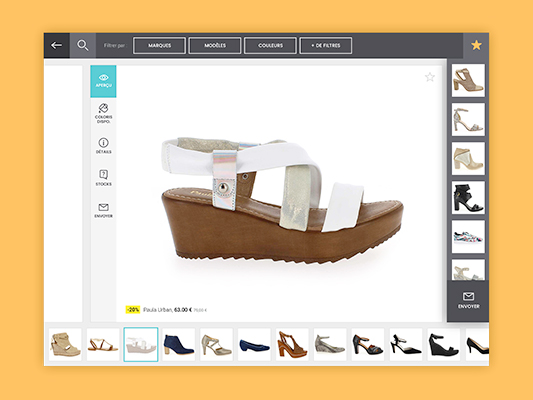 Filtrer par:
MARQUES
MODÈLES
COULEURS
+ DE FILTRES
APERÇU
COLORIS
DISPO.
DÉTAILS
STOCKS
ENVOYER
-20% Paula Urban, 63.00 €
ENVOYER